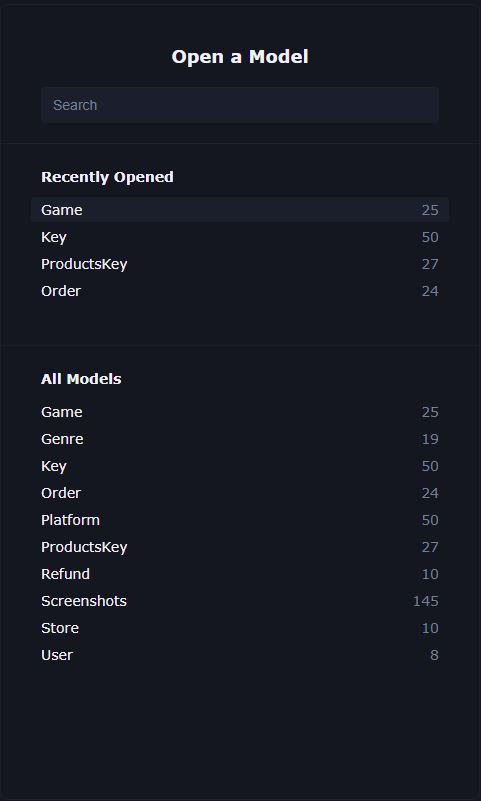 Open a Model
Search
Recently Opened
Game 25
Key 50
ProductsKey 27
Order 24
All Models
Game 25
Genre 19
Key 50
Order 24
Platform 50
ProductsKey 27
Refund 10
Screenshots 145
Store 10
User 8